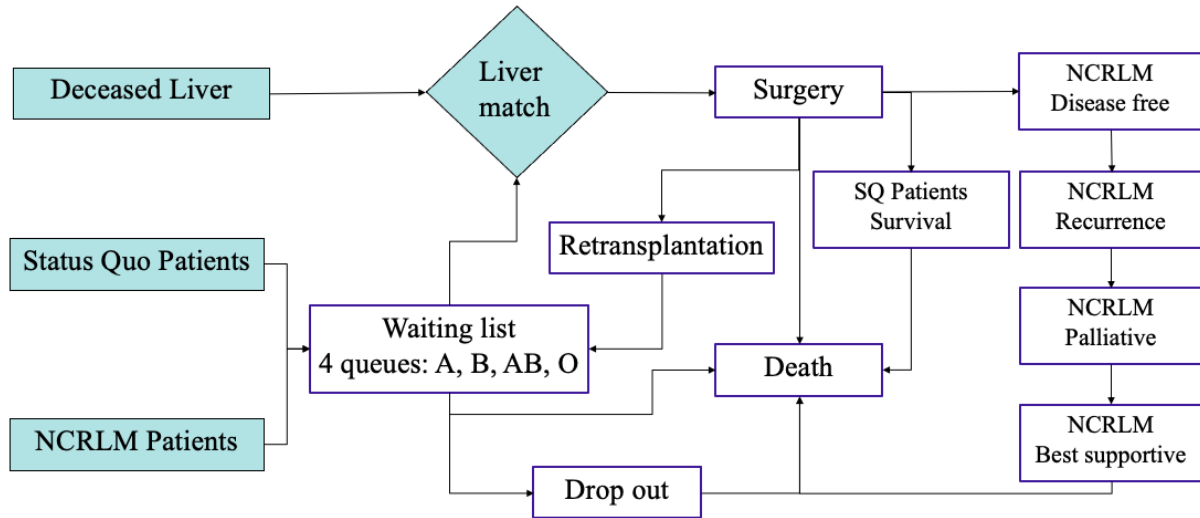 Deceased Liver
Liver
match
Surgery
NCRLM
Disease free
SQ Patients
Survival
NCRLM
Recurrence
Status Quo Patients
Retransplantation
Waiting list
4 queues: A, B, AB, O
NCRLM
Palliative
Death
NCRLM Patients
NCRLM
Best supportive
Drop out